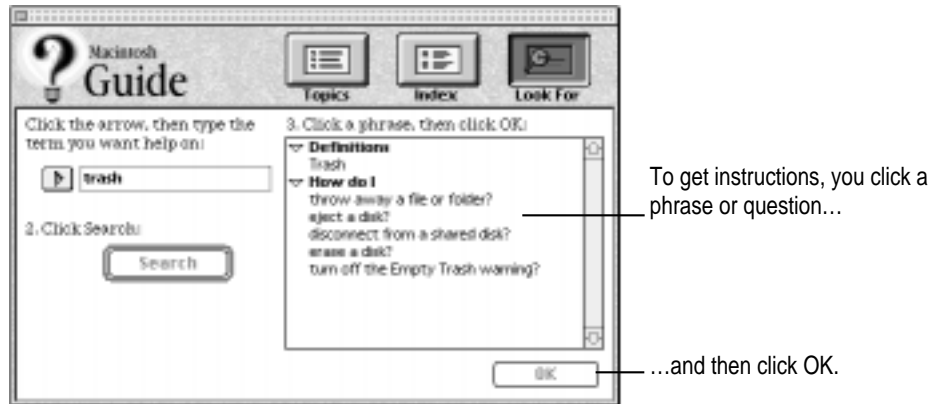 Macintosh
Guide
Topics
Index
Look For
Click the arrow, then type the
term you want help on:
trash
2. Click Search:
Search
3. Click a phrase, then click OK:
Definitions
Trash
How do I
throw away a file or folder?
eject a disk?
disconnect from a shared disk?
erase a disk?
turn off the Empty Trash warning?
OK
To get instructions, you click a
phrase or question…
…and then click OK.